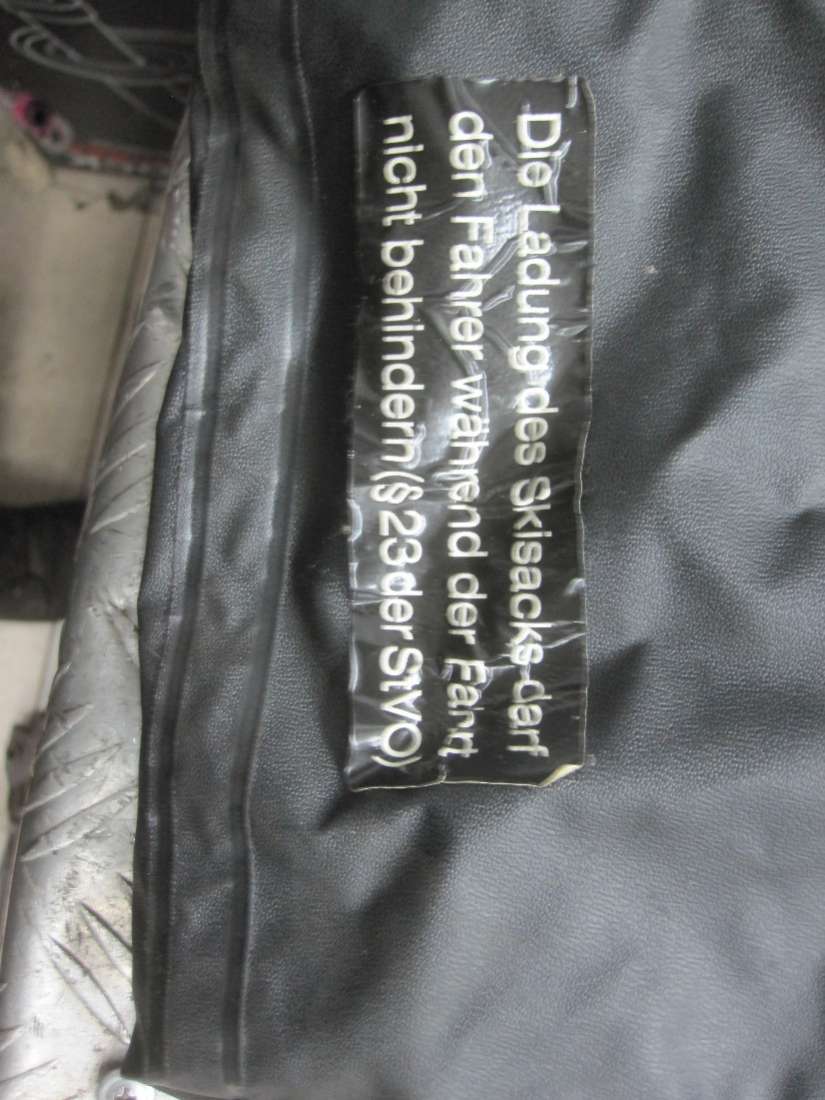 Die Ladung des Skisacks darf
den Fahrer während der Fahrt
nicht behindern (§ 23 der StVO)